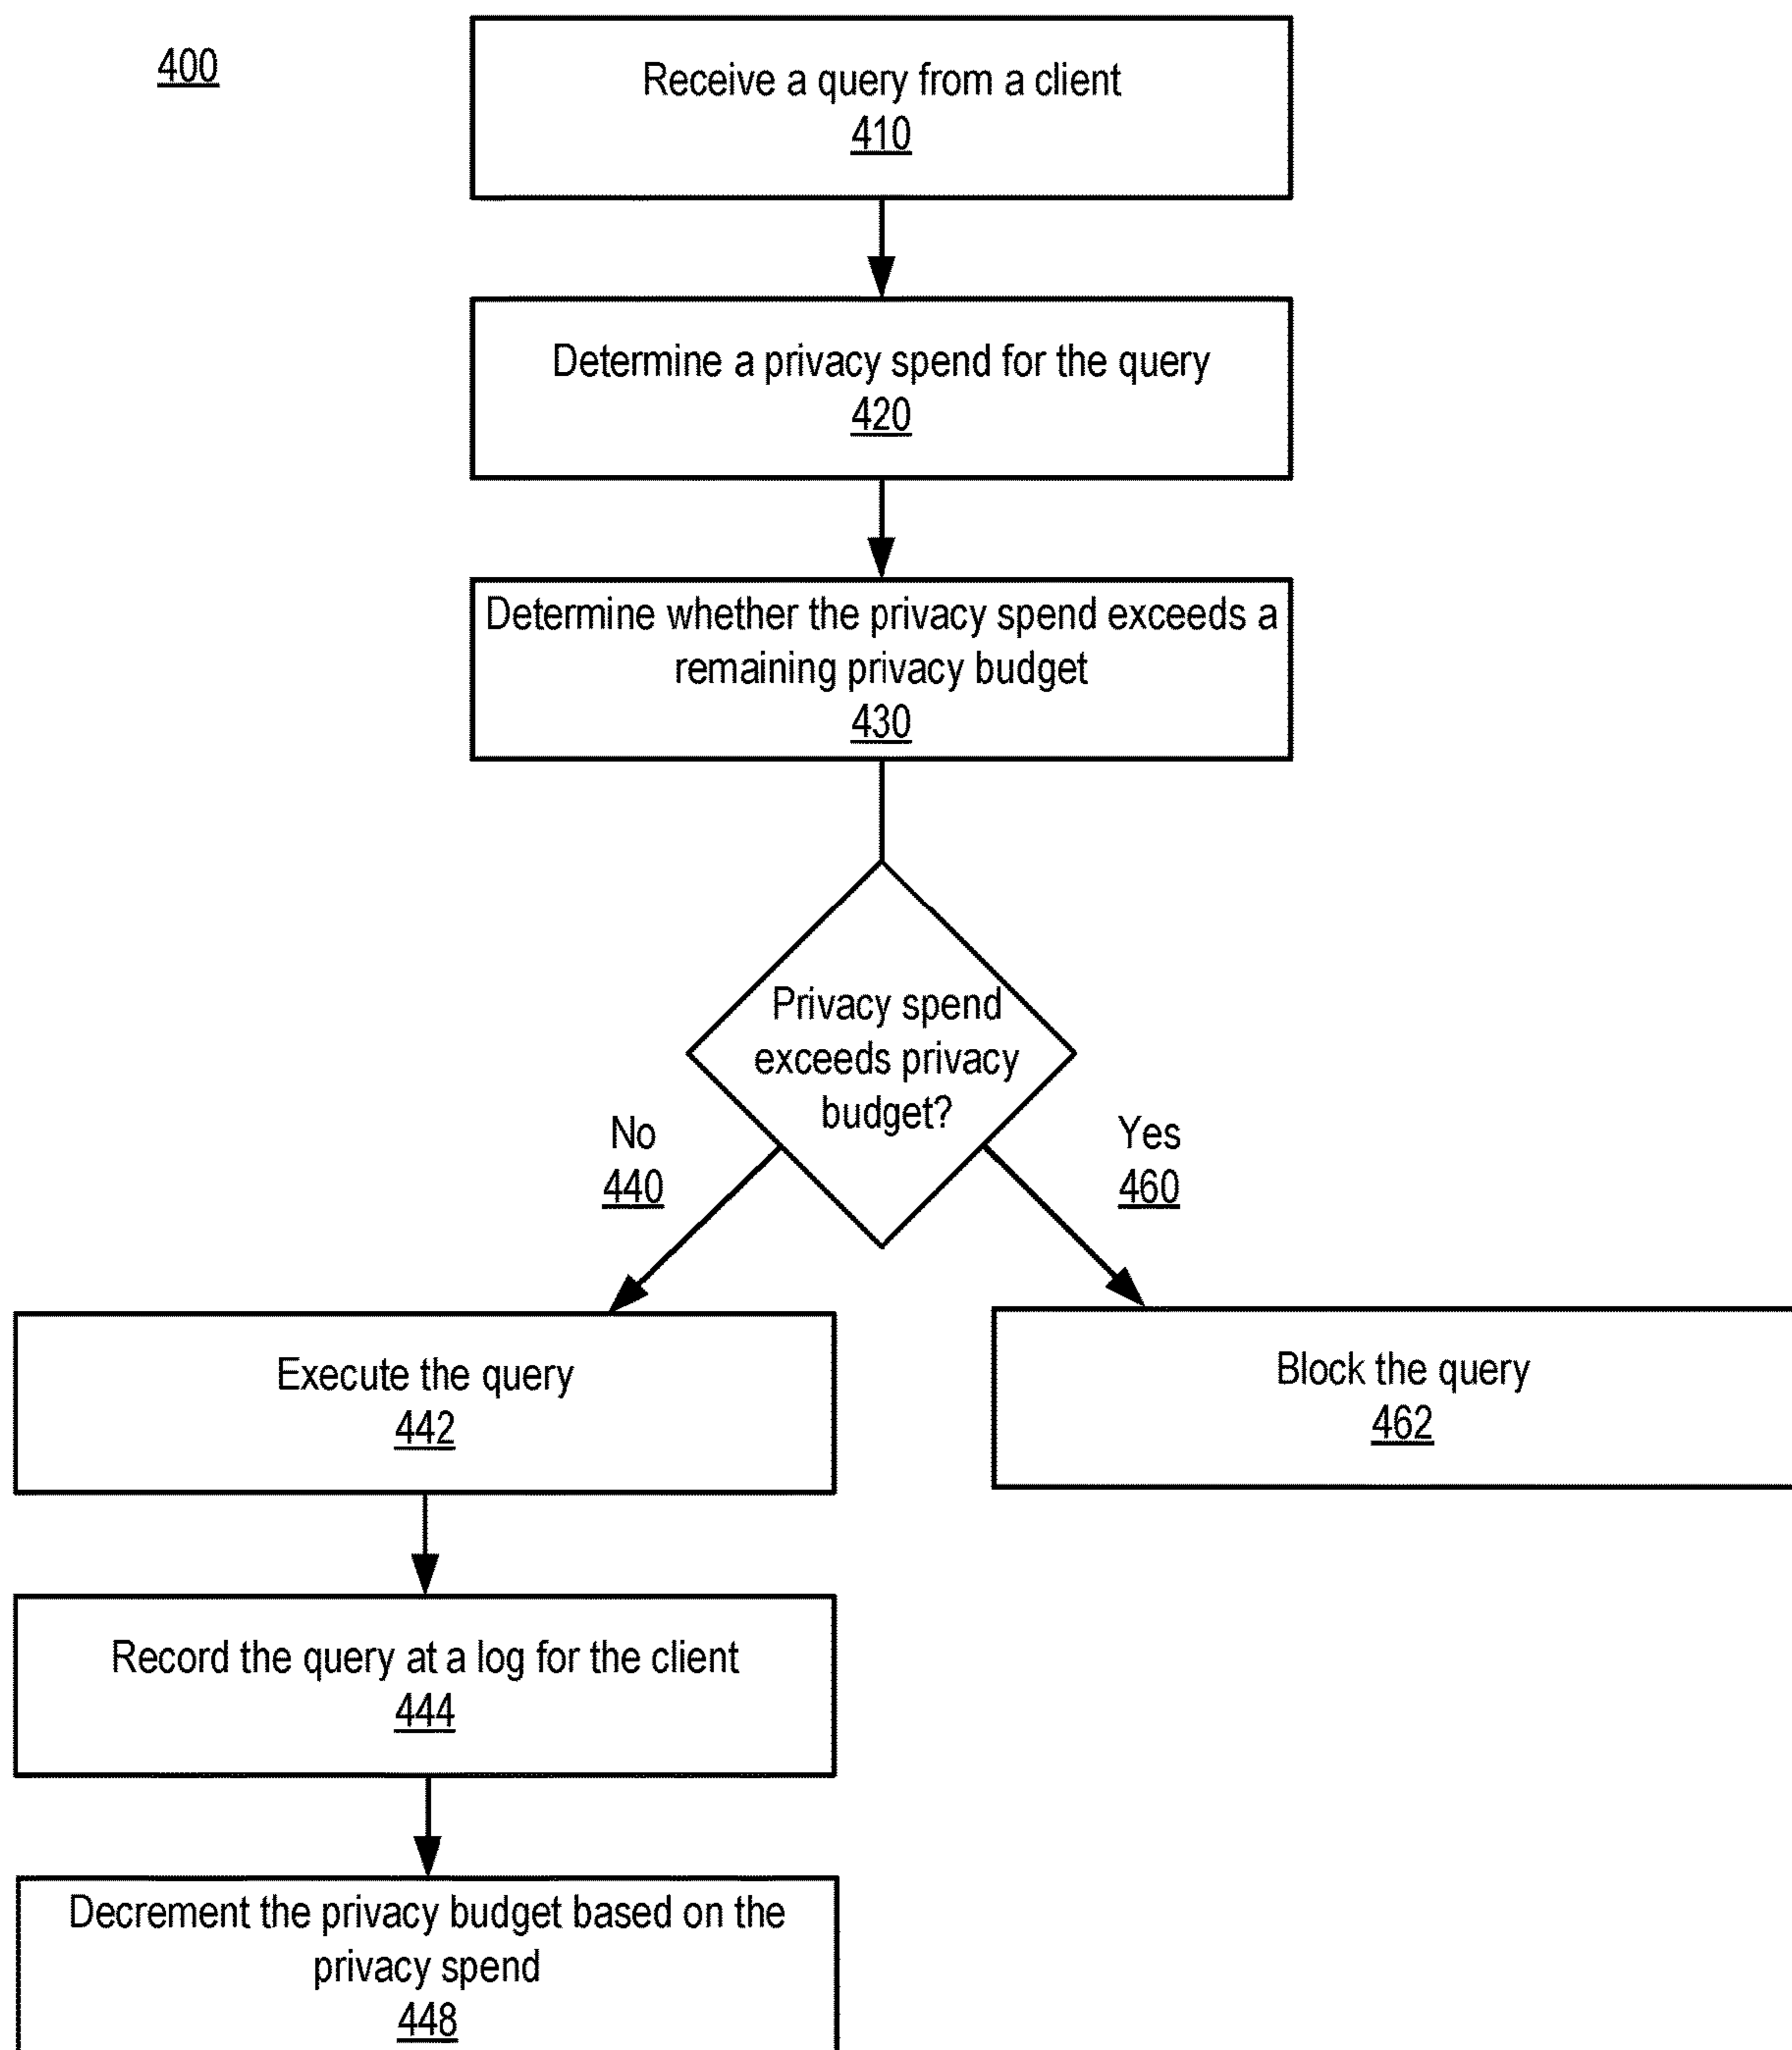 400
Receive a query from a client
410
Determine a privacy spend for the query
420
Determine whether the privacy spend exceeds a
remaining privacy budget
430
Privacy spend
exceeds privacy
budget?
No
440
Yes
460
Execute the query
442
Block the query
462
Record the query at a log for the client
444
Decrement the privacy budget based on the
privacy spend
448